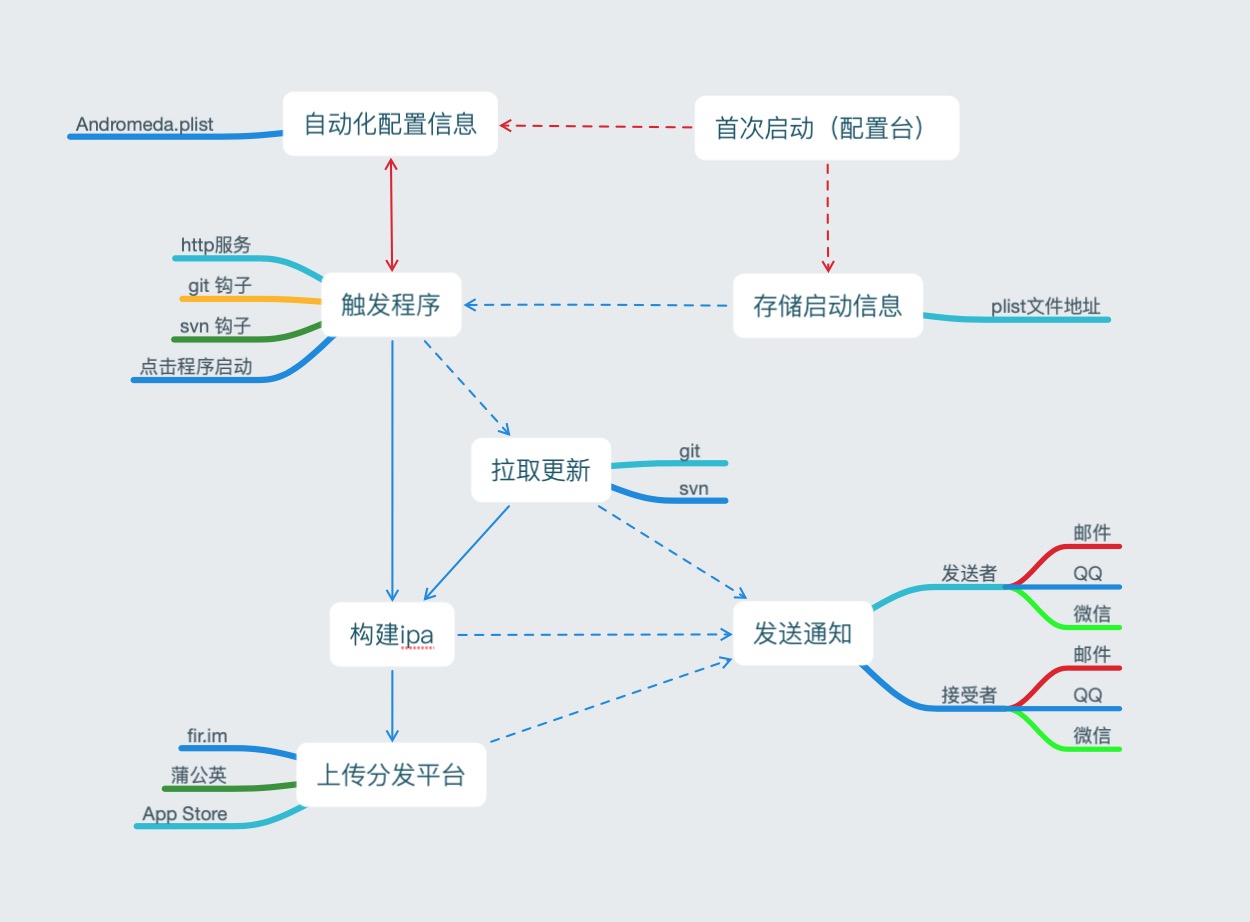 Andromeda.plist
自动化配置信息
首次启动（配置台）
http服务
git 钩子
svn 钩子
点击程序启动
触发程序
存储启动信息
plist文件地址
拉取更新
git
svn
构建ipa
发送通知
发送者
邮件
QQ
微信
接受者
邮件
QQ
微信
fir.im
蒲公英
App Store
上传分发平台